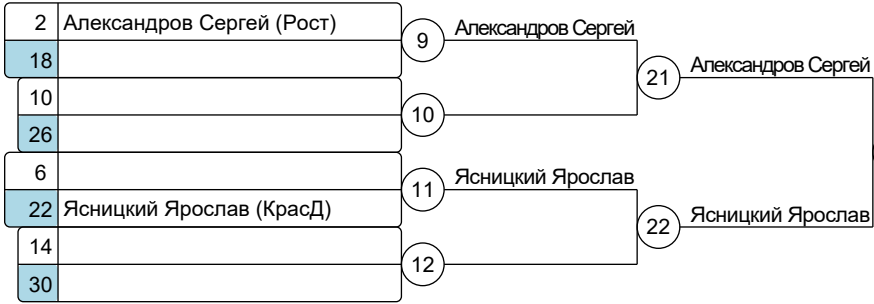 2 Александров Сергей (Рост)
9 Александров Сергей
18
21 Александров Сергей
10
10
26
6
11 Ясницкий Ярослав
22 Ясницкий Ярослав (КрасД)
22 Ясницкий Ярослав
14
12
30